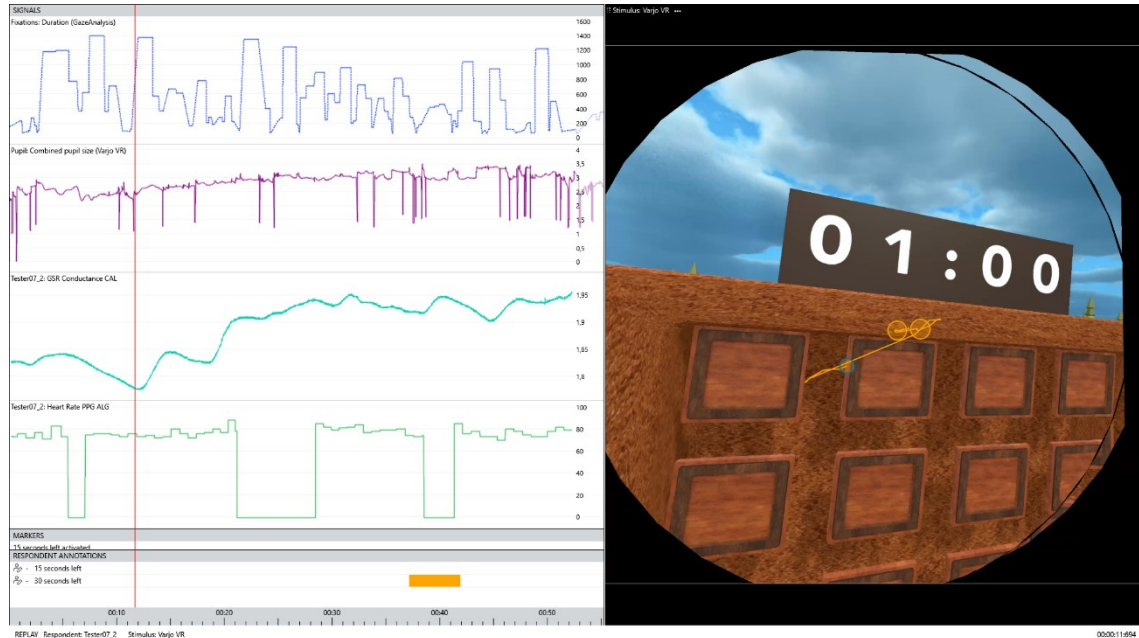 SIGNALS
Fixations: Duration (GazeAnalysis)
1600
1400
1200
1000
800
600
400
200
0
Pupil: Combined pupil size (Varjo VR)
4
3,5
3
2,5
2
1,5
1
0,5
0
Tester07_2: GSR Conductance CAL
1,95
1,9
1,85
1,8
Tester07_2: Heart Rate PPG ALG
100
80
60
40
20
0
MARKERS
15 seconds left activated
RESPONDENT ANNOTATIONS
- 15 seconds left
- 30 seconds left
00:10 00:20 00:30 00:40 00:50
REPLAY Respondent: Tester07_2 Stimulus: Varjo VR
Stimulus: Varjo VR •••
01:00
00:00:11:694